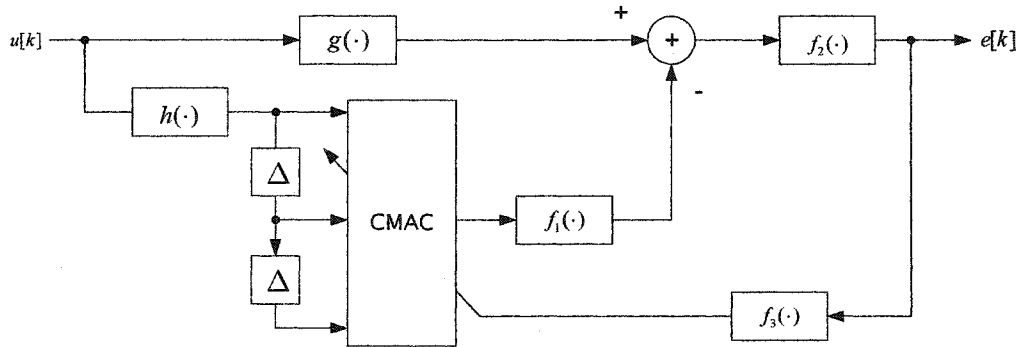 u[k]
g(·)
+
+
f₂(·)
e[k]
-
h(·)
Δ
CMAC
f₁(·)
Δ
f₃(·)